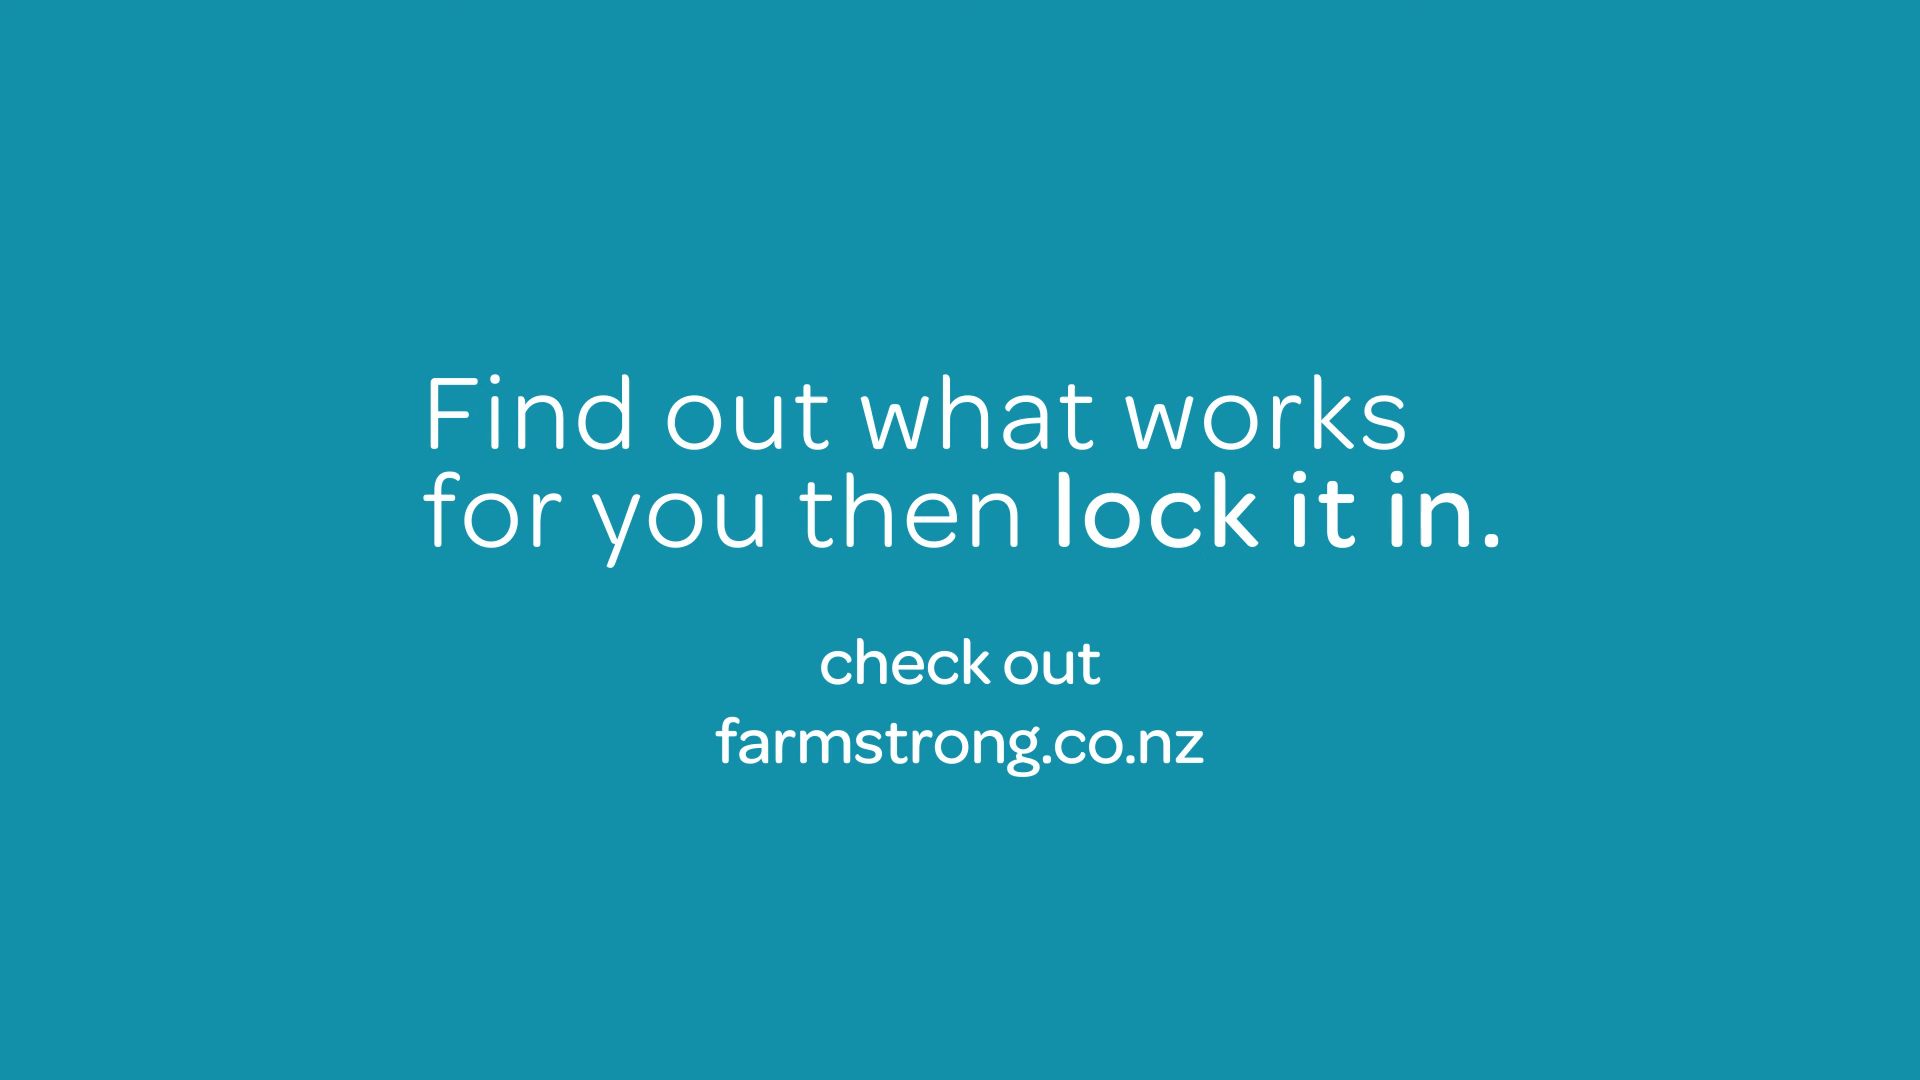 Find out what works
for you then lock it in.
check out
farmstrong.co.nz